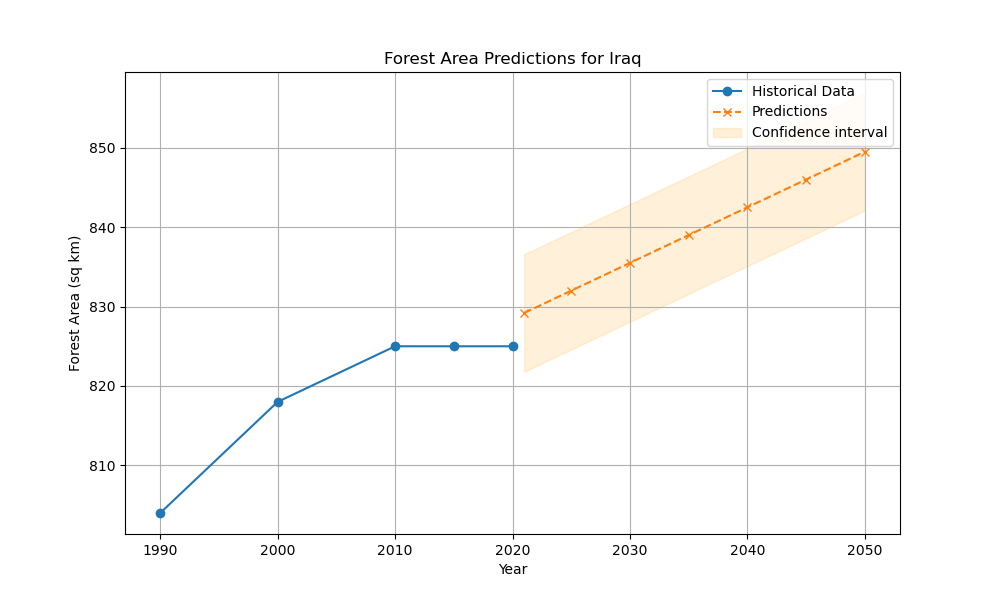 Forest Area Predictions for Iraq
Historical Data
Predictions
Confidence interval
850
840
830
820
810
Forest Area (sq km)
1990 2000 2010 2020 2030 2040 2050
Year